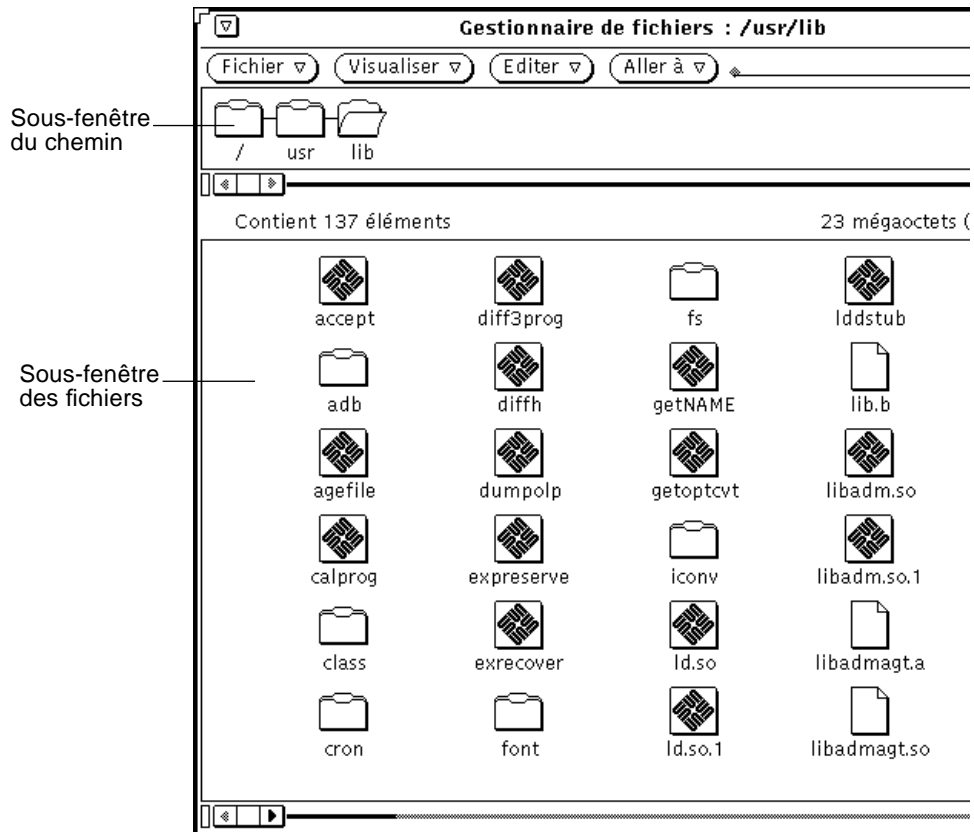 Gestionnaire de fichiers : /usr/lib
Fichier Visualiser Editer Aller à
Sous-fenêtre
du chemin
/ usr lib
Contient 137 éléments 23 mégaoctets (
accept diff3prog fs lddstub
Sous-fenêtre
des fichiers
adb diffh getNAME lib.b
agefile dumpolp getoptcvt libadm.so
calprog expreserve iconv libadm.so.1
class exrecover ld.so libadmagt.a
cron font ld.so.1 libadmagt.so